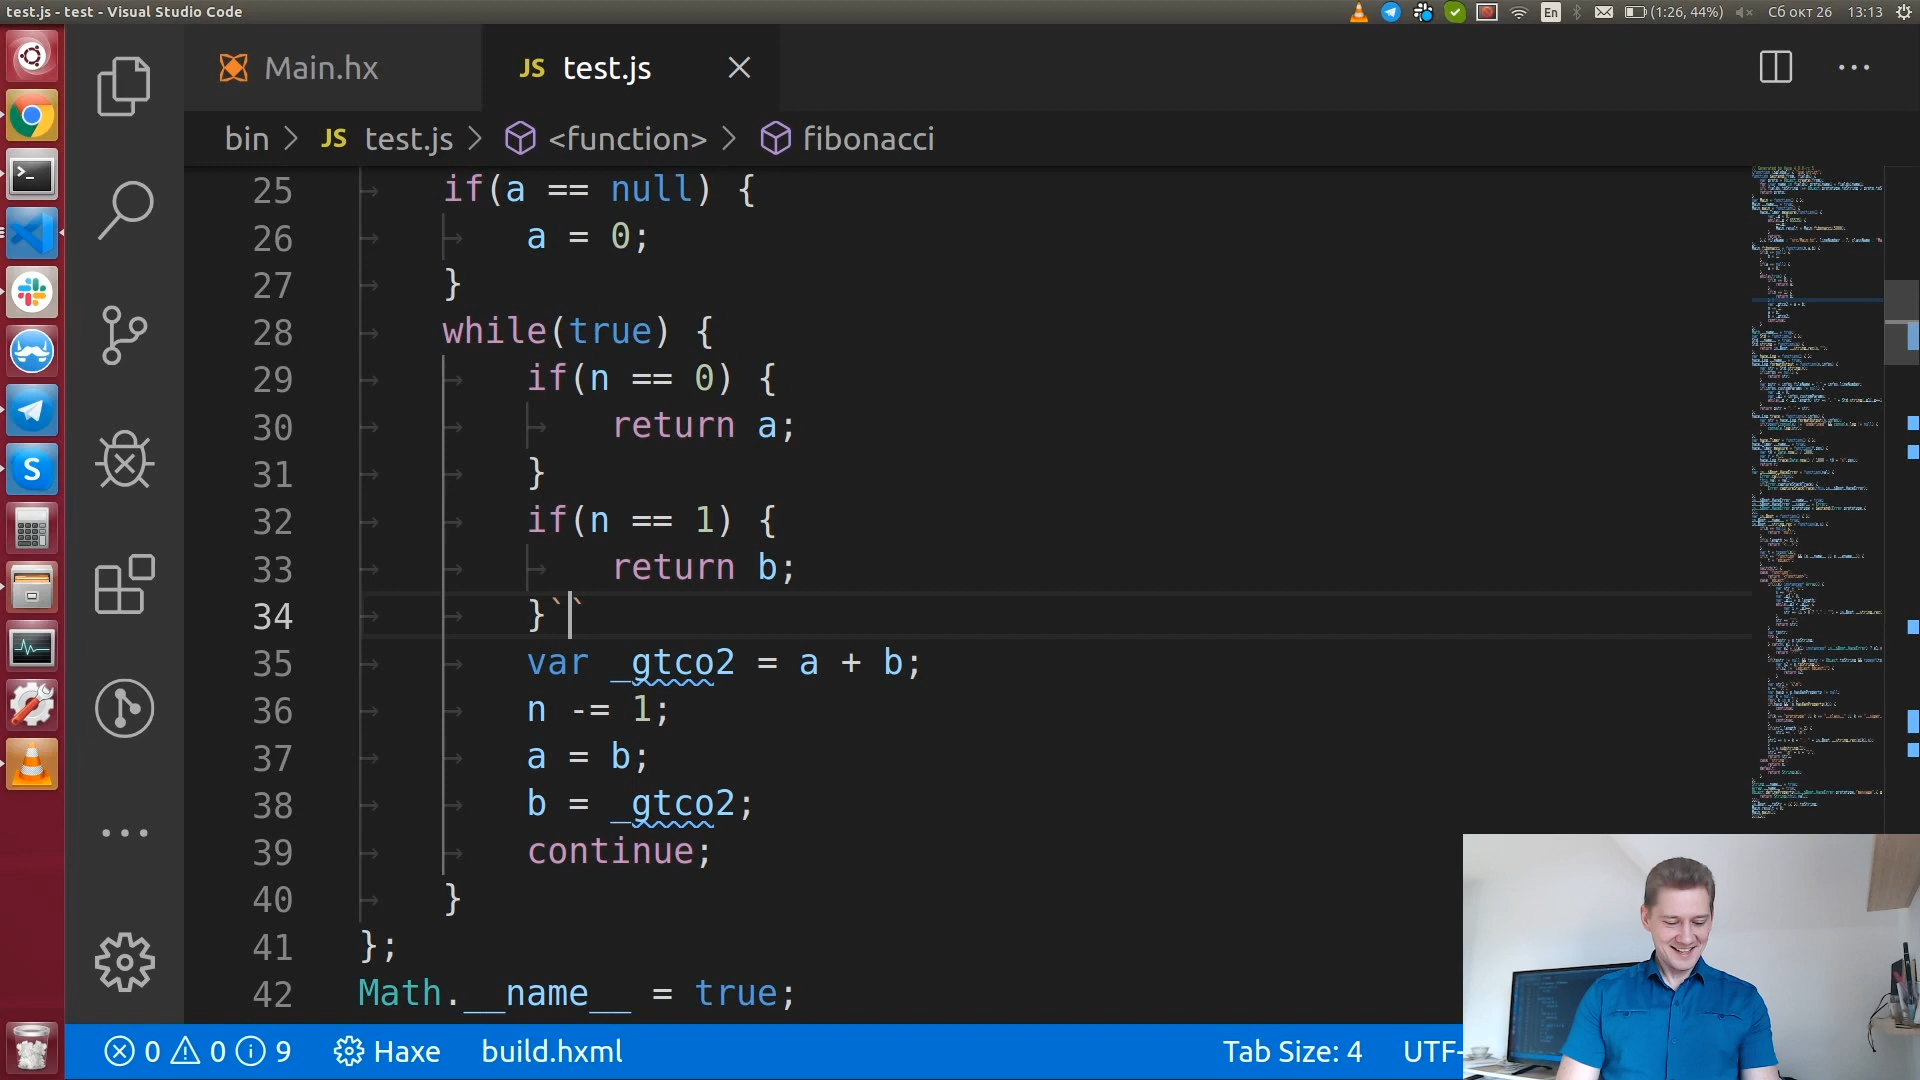 test.js - test - Visual Studio Code
En (1:26, 44%) Сб окт 26 13:13
Main.hx JS test.js
bin JS test.js <function> fibonacci
25 if(a == null) {
26 a = 0;
27 }
28 while(true) {
29 if(n == 0) {
30 return a;
31 }
32 if(n == 1) {
33 return b;
34 }``
35 var _gtco2 = a + b;
36 n -= 1;
37 a = b;
38 b = _gtco2;
39 continue;
40 }
41 };
42 Math.__name__ = true;
0 0 9 Haxe build.hxml Tab Size: 4 UTF-